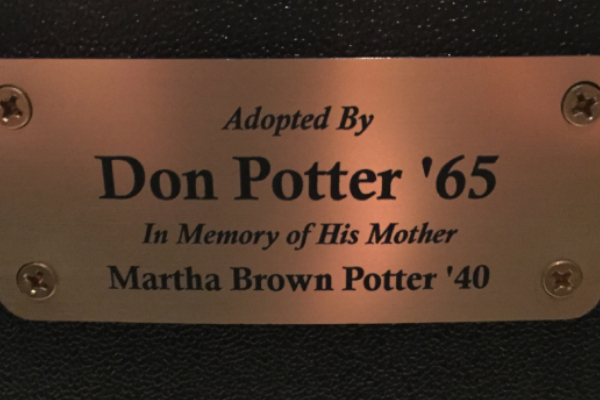 Adopted By
Don Potter '65
In Memory of His Mother
Martha Brown Potter '40